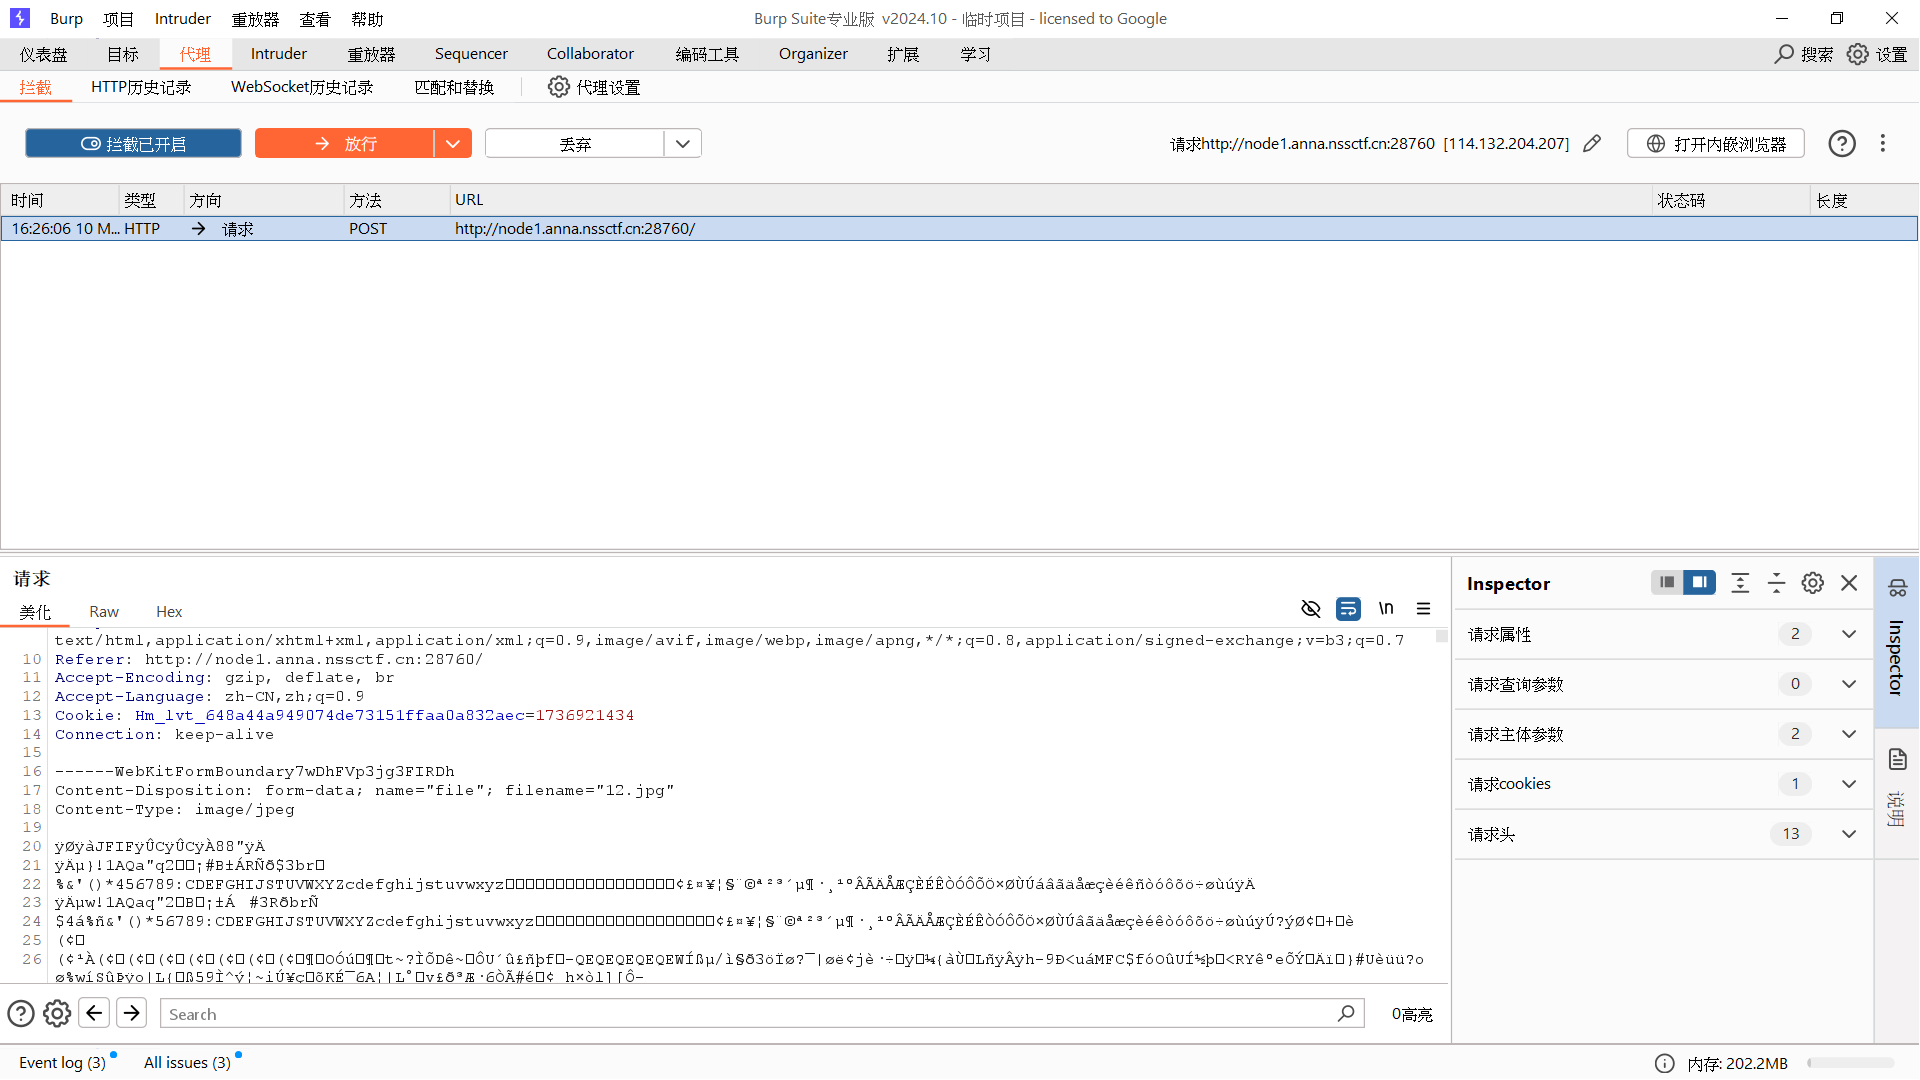 Burp 项目 Intruder 重放器 查看 帮助 Burp Suite专业版 v2024.10 - 临时项目 - licensed to Google
仪表盘 目标 代理 Intruder 重放器 Sequencer Collaborator 编码工具 Organizer 扩展 学习 搜索 设置
拦截 HTTP历史记录 WebSocket历史记录 匹配和替换 代理设置
拦截已开启 放行 丢弃 请求http://node1.anna.nssctf.cn:28760 [114.132.204.207] 打开内嵌浏览器
时间 类型 方向 方法 URL 状态码 长度
16:26:06 10 M... HTTP 请求 POST http://node1.anna.nssctf.cn:28760/
请求
美化 Raw Hex \n
text/html,application/xhtml+xml,application/xml;q=0.9,image/avif,image/webp,image/apng,*/*;q=0.8,application/signed-exchange;v=b3;q=0.7
10 Referer: http://node1.anna.nssctf.cn:28760/
11 Accept-Encoding: gzip, deflate, br
12 Accept-Language: zh-CN,zh;q=0.9
13 Cookie: Hm_lvt_648a44a949074de73151ffaa0a832aec=1736921434
14 Connection: keep-alive
15
16 ------WebKitFormBoundary7wDhFVp3jg3FIRDh
17 Content-Disposition: form-data; name="file"; filename="12.jpg"
18 Content-Type: image/jpeg
19
20 ÿØÿàJFIFÿÛCÿÛCÿÀ88"ÿÄ
21 ÿÄµ}!1AQa"q2¡#B±ÁRÑð$3br
22 %&'()*456789:CDEFGHIJSTUVWXYZcdefghijstuvwxyz¢£¤¥¦§¨©ª²³´µ¶·¸¹ºÂÃÄÅÆÇÈÉÊÒÓÔÕÖ×ØÙÚáâãäåæçèéêñòóôõö÷øùúÿÄ
23 ÿÄµw!1AQaq"2B¡±Á #3RðbrÑ
24 $4á%ñ&'()*56789:CDEFGHIJSTUVWXYZcdefghijstuvwxyz¢£¤¥¦§¨©ª²³´µ¶·¸¹ºÂÃÄÅÆÇÈÉÊÒÓÔÕÖ×ØÙÚâãäåæçèéêòóôõö÷øùúÿÚ?ýØ¢+è
25 (¢
26
Search 0高亮
Inspector
请求属性 2
请求查询参数 0
请求主体参数 2
请求cookies 1
请求头 13
Inspector
说明
Event log (3) All issues (3) 内存: 202.2MB